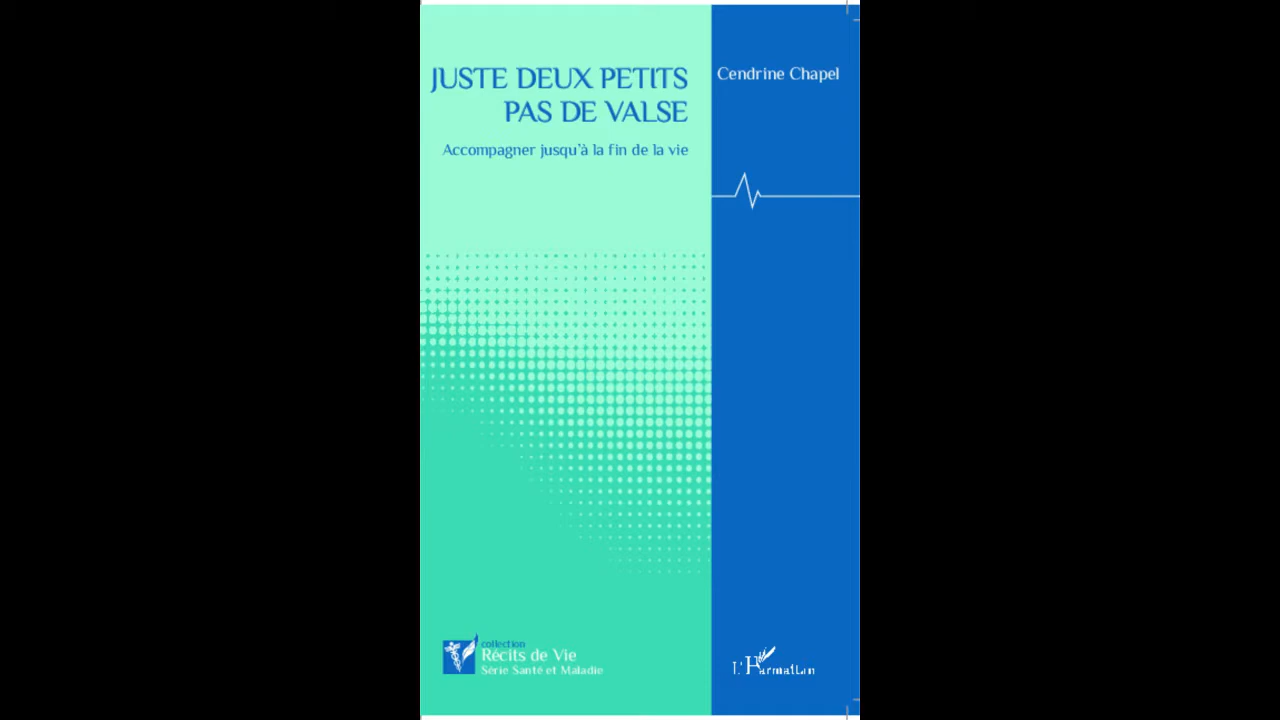 JUSTE DEUX PETITS
PAS DE VALSE
Accompagner jusqu'à la fin de la vie
Cendrine Chapel
collection
Récits de Vie
Série Santé et Maladie
L'Harmattan